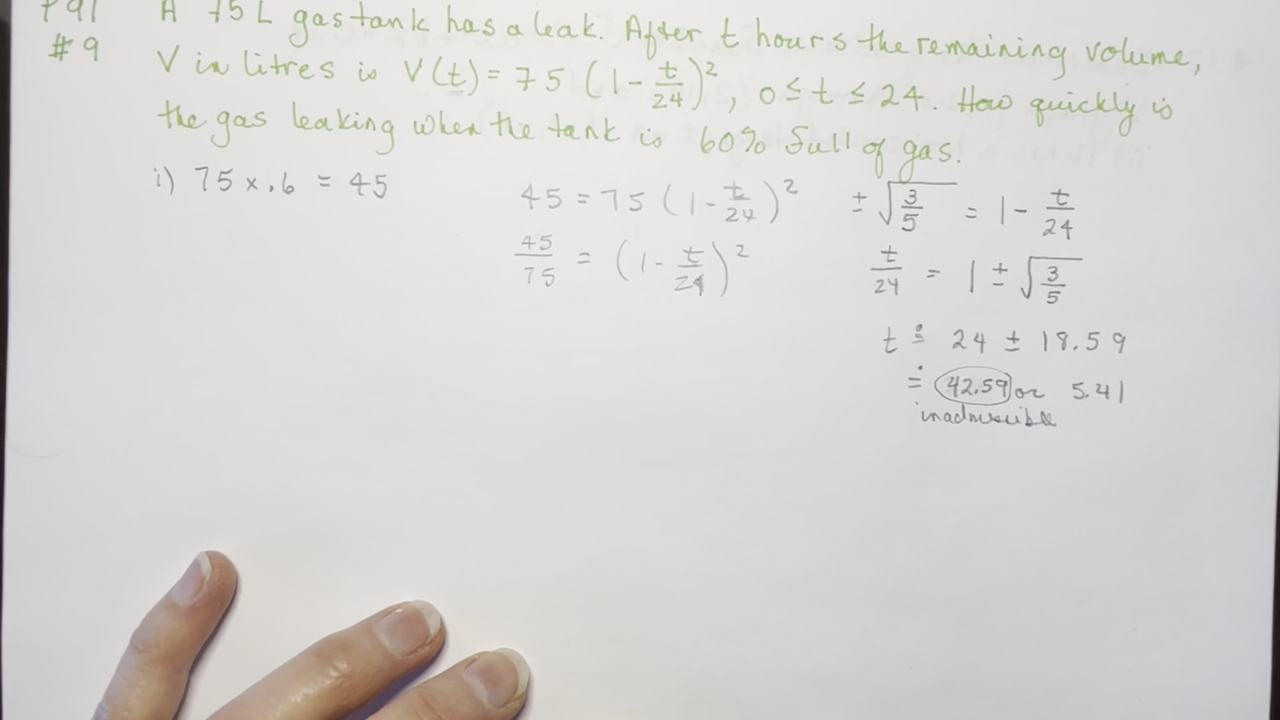 P91 A 75 L gas tank has a leak. After t hours the remaining volume,
#9 V in litres is V(t) = 75 (1 - t/24)², 0 ≤ t ≤ 24. How quickly is
the gas leaking when the tank is 60% full of gas.
i) 75 × .6 = 45
45 = 75 (1 - t/24)²
45/75 = (1 - t/24)²
± √(3/5) = 1 - t/24
t/24 = 1 ± √(3/5)
t ≐ 24 ± 18.59
≐ 42.59 or 5.41
inadmissible